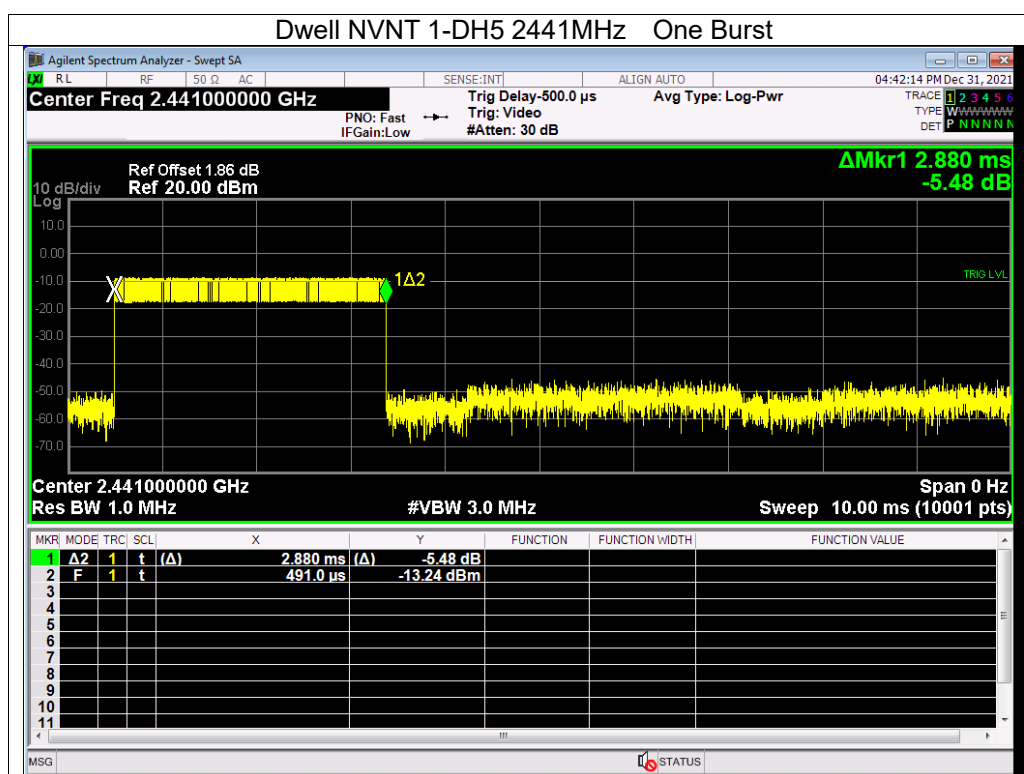 Dwell NVNT 1-DH5 2441MHz One Burst
Agilent Spectrum Analyzer - Swept SA
LXI RL RF 50 Ω AC SENSE:INT ALIGN AUTO 04:42:14 PM Dec 31, 2021
Center Freq 2.441000000 GHz Trig Delay-500.0 µs Avg Type: Log-Pwr TRACE 1 2 3 4 5 6
PNO: Fast Trig: Video TYPE WWWWWW
IFGain:Low #Atten: 30 dB DET P N N N N N
ΔMkr1 2.880 ms
-5.48 dB
Ref Offset 1.86 dB
10 dB/div Ref 20.00 dBm
Log
10.0
0.00
1Δ2
-10.0 TRIG LVL
-20.0
-30.0
-40.0
-50.0
-60.0
-70.0
Center 2.441000000 GHz Span 0 Hz
Res BW 1.0 MHz #VBW 3.0 MHz Sweep 10.00 ms (10001 pts)
MKR MODE TRC SCL X Y FUNCTION FUNCTION WIDTH FUNCTION VALUE
1 Δ2 1 t (Δ) 2.880 ms (Δ) -5.48 dB
2 F 1 t 491.0 µs -13.24 dBm
3
4
5
6
7
8
9
10
11
MSG STATUS